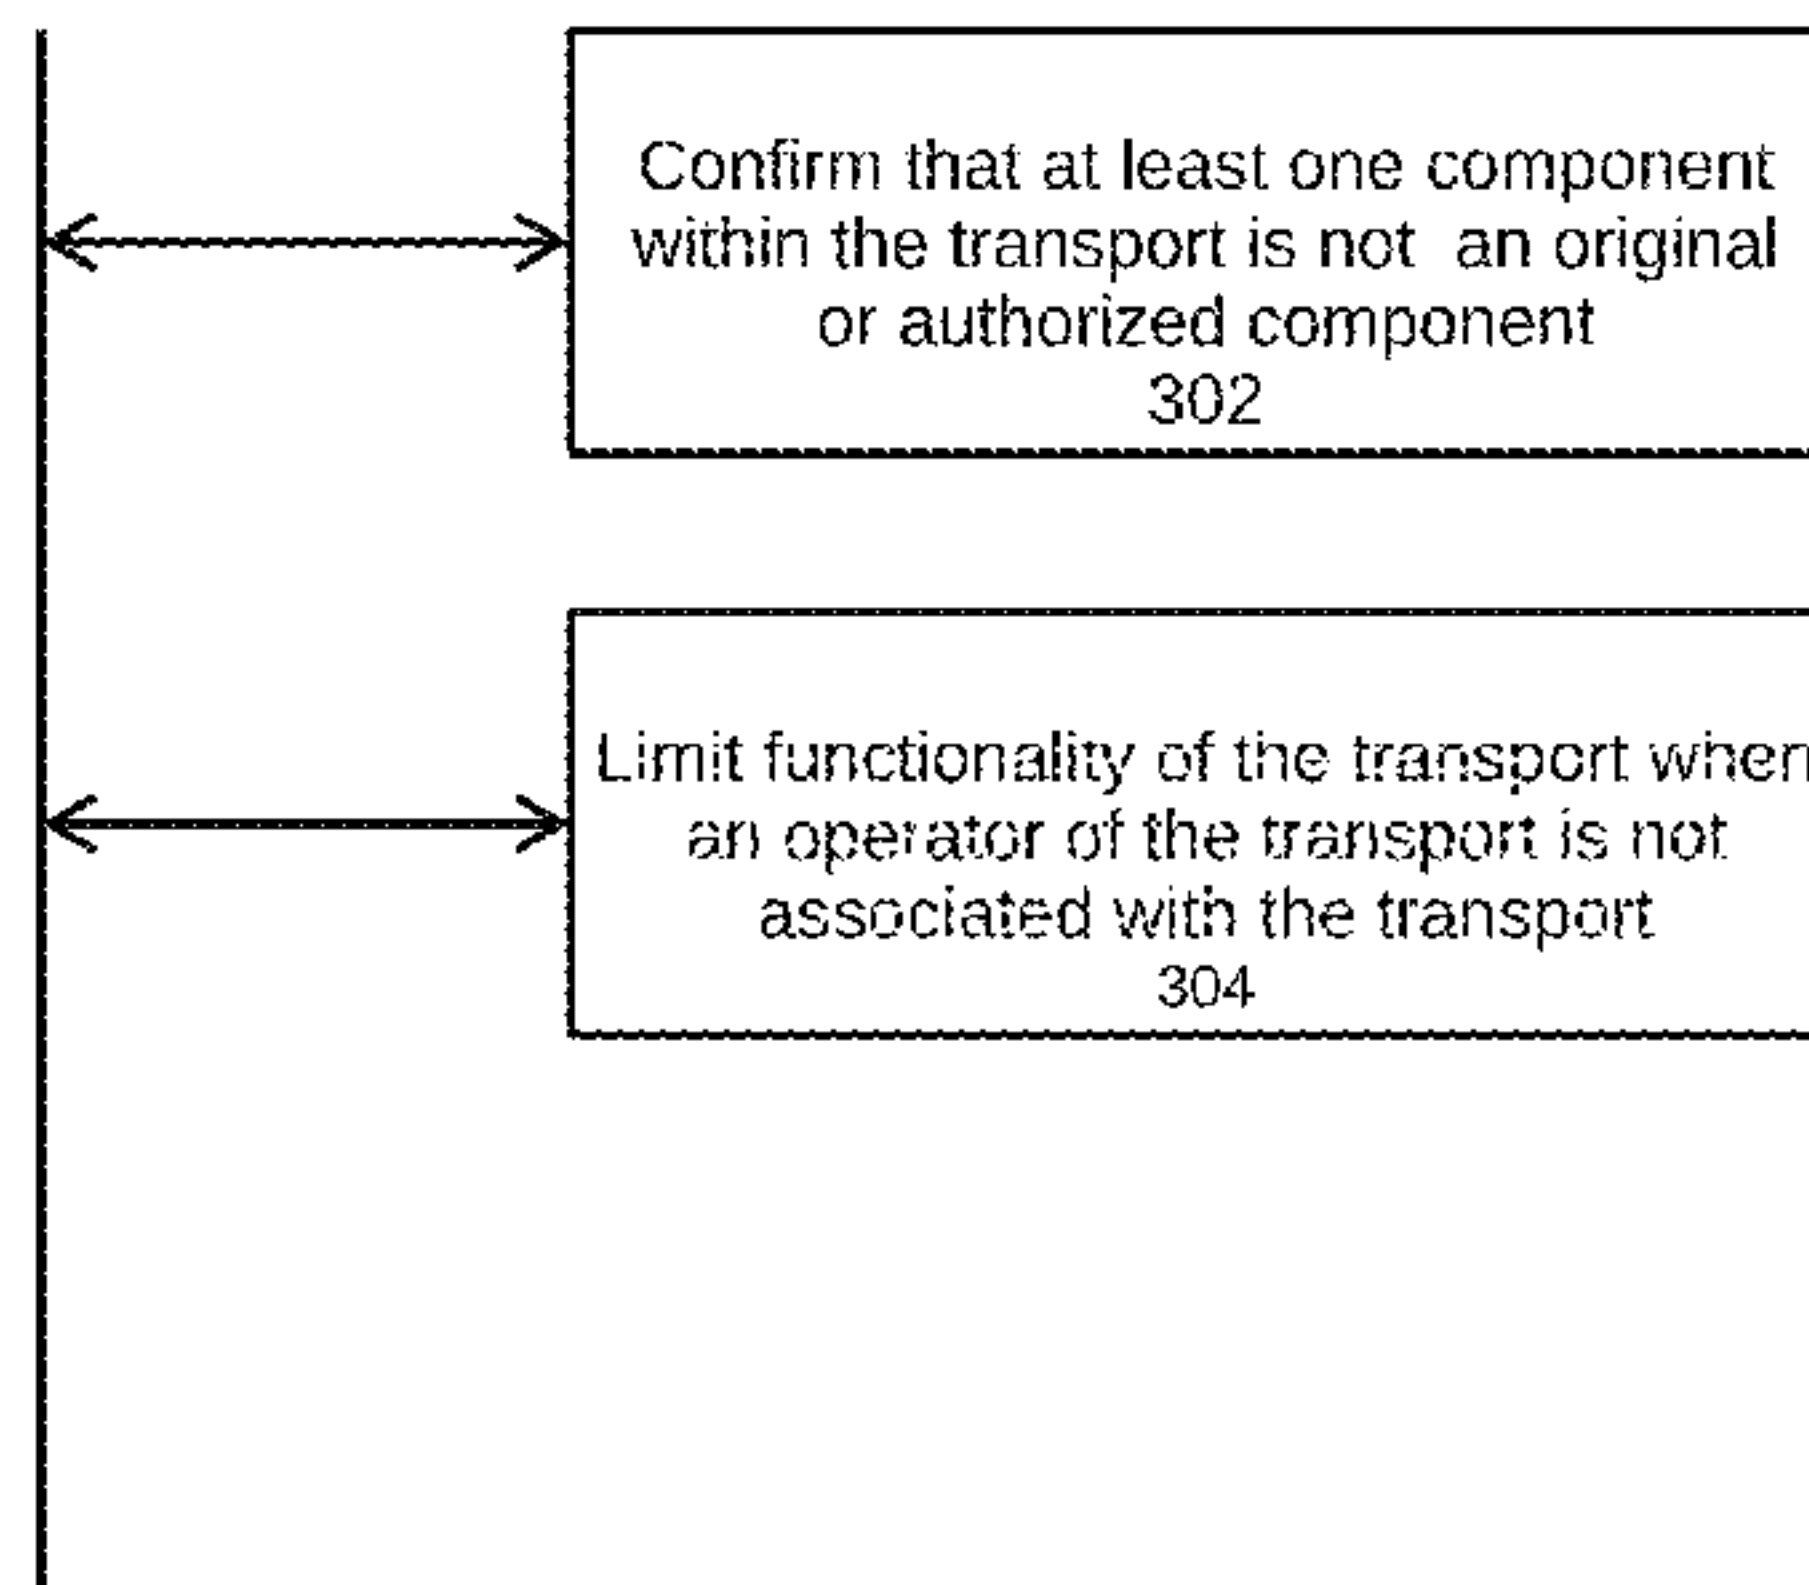 Confirm that at least one component
within the transport is not  an original
or authorized component
302
Limit functionality of the transport when
an operator of the transport is not
associated with the transport
304